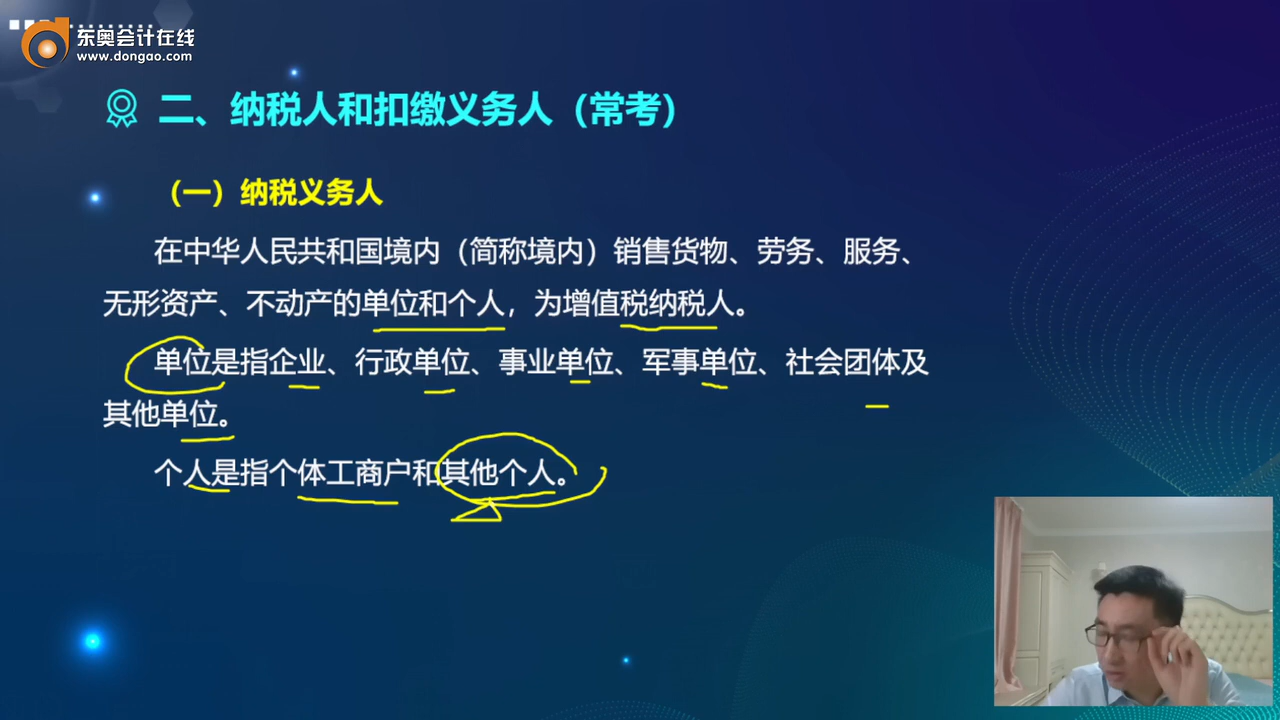 东奥会计在线
www.dongao.com
二、纳税人和扣缴义务人（常考）
（一）纳税义务人
在中华人民共和国境内（简称境内）销售货物、劳务、服务、
无形资产、不动产的单位和个人，为增值税纳税人。
单位是指企业、行政单位、事业单位、军事单位、社会团体及
其他单位。
个人是指个体工商户和其他个人。